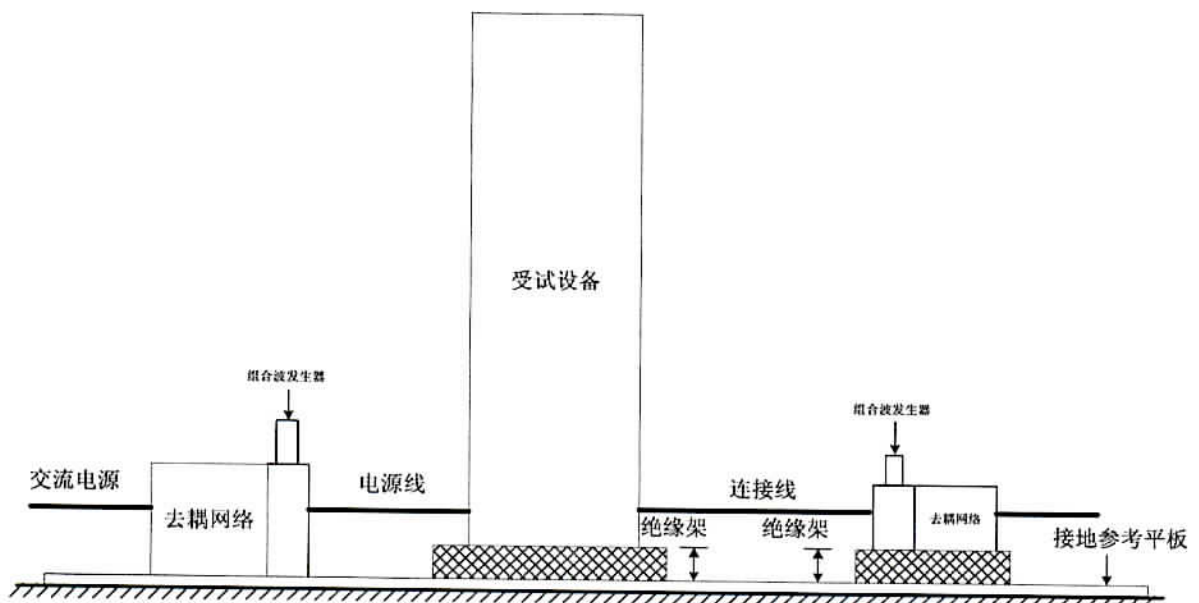 受试设备
组合波发生器
组合波发生器
交流电源
电源线
连接线
去耦网络
去耦网络
绝缘架
绝缘架
接地参考平板